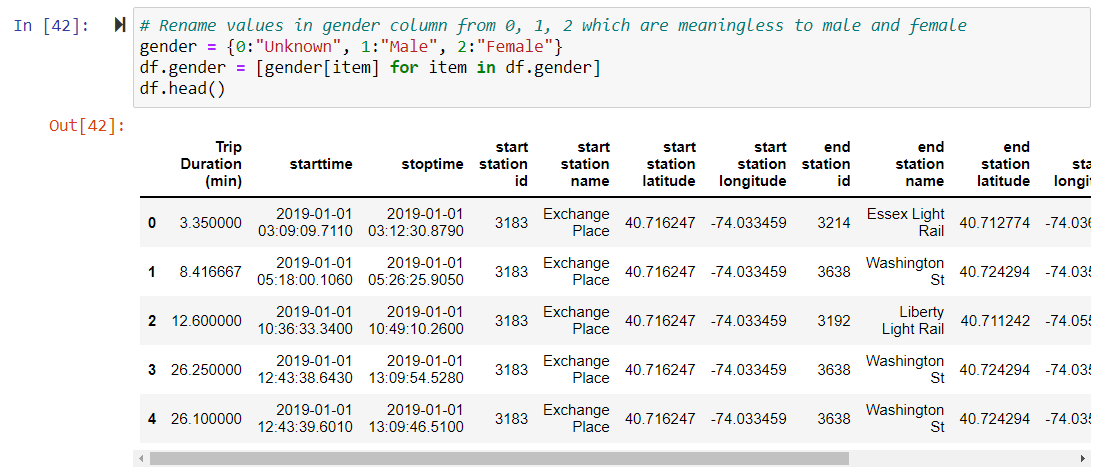 In [42]: # Rename values in gender column from 0, 1, 2 which are meaningless to male and female
gender = {0:"Unknown", 1:"Male", 2:"Female"}
df.gender = [gender[item] for item in df.gender]
df.head()
Out[42]:
Trip Duration (min) starttime stoptime start station id start station name start station latitude start station longitude end station id end station name end station latitude sta longi
0 3.350000 2019-01-01 03:09:09.7110 2019-01-01 03:12:30.8790 3183 Exchange Place 40.716247 -74.033459 3214 Essex Light Rail 40.712774 -74.036
1 8.416667 2019-01-01 05:18:00.1060 2019-01-01 05:26:25.9050 3183 Exchange Place 40.716247 -74.033459 3638 Washington St 40.724294 -74.035
2 12.600000 2019-01-01 10:36:33.3400 2019-01-01 10:49:10.2600 3183 Exchange Place 40.716247 -74.033459 3192 Liberty Light Rail 40.711242 -74.055
3 26.250000 2019-01-01 12:43:38.6430 2019-01-01 13:09:54.5280 3183 Exchange Place 40.716247 -74.033459 3638 Washington St 40.724294 -74.035
4 26.100000 2019-01-01 12:43:39.6010 2019-01-01 13:09:46.5100 3183 Exchange Place 40.716247 -74.033459 3638 Washington St 40.724294 -74.035